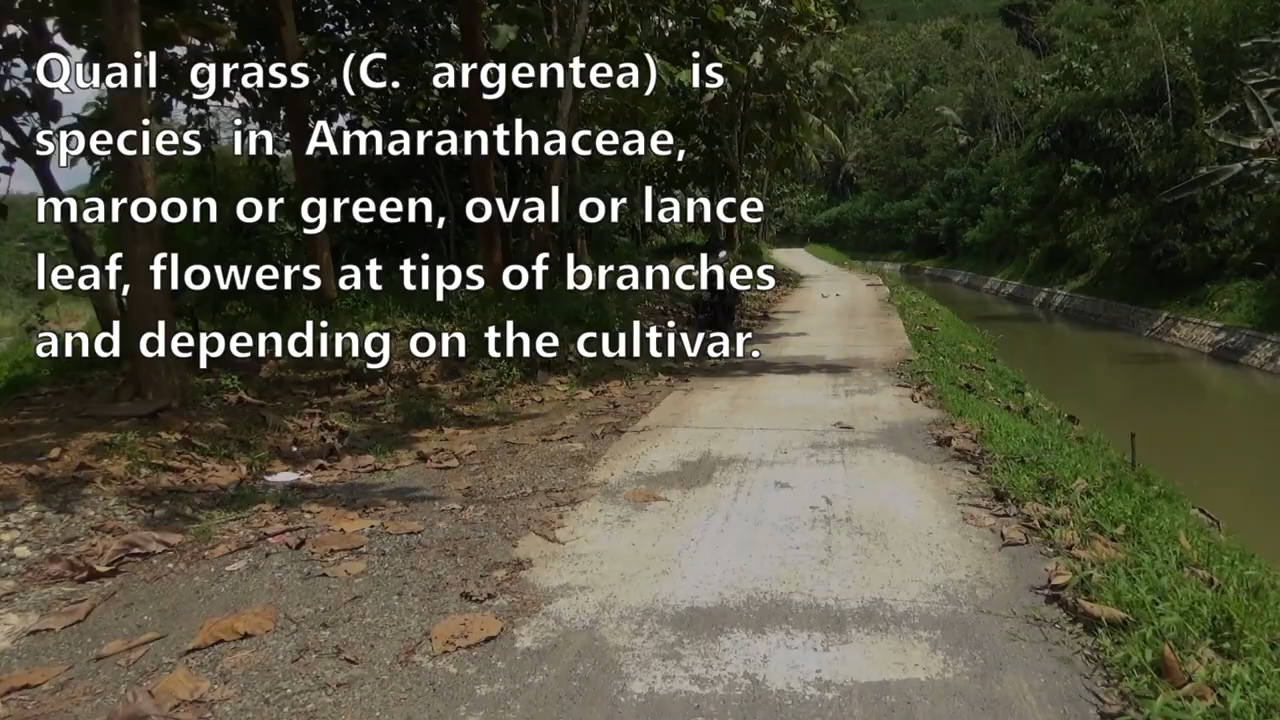 Quail grass (C. argentea) is
species in Amaranthaceae,
maroon or green, oval or lance
leaf, flowers at tips of branches
and depending on the cultivar.